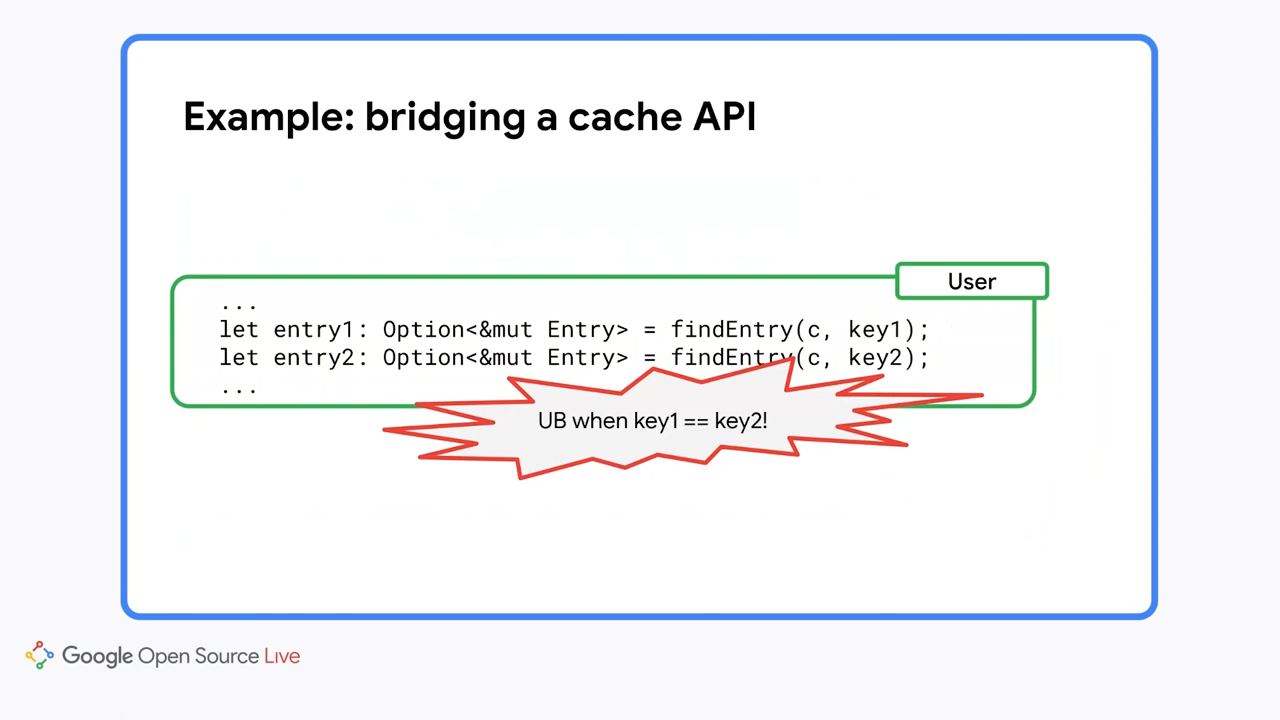 Example: bridging a cache API
User
...
let entry1: Option<&mut Entry> = findEntry(c, key1);
let entry2: Option<&mut Entry> = findEntry(c, key2);
...
UB when key1 == key2!
Google Open Source Live